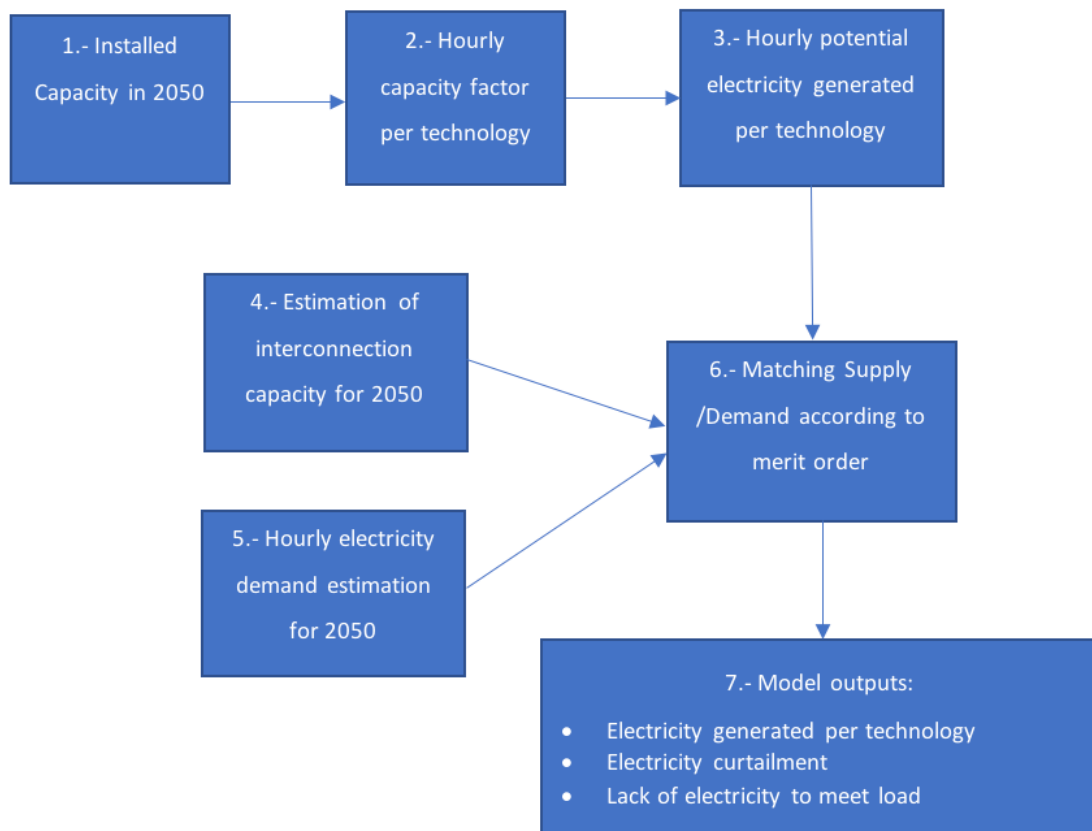 1.- Installed
Capacity in 2050
2.- Hourly
capacity factor
per technology
3.- Hourly potential
electricity generated
per technology
4.- Estimation of
interconnection
capacity for 2050
5.- Hourly electricity
demand estimation
for 2050
6.- Matching Supply
/Demand according to
merit order
7.- Model outputs:
• Electricity generated per technology
• Electricity curtailment
• Lack of electricity to meet load